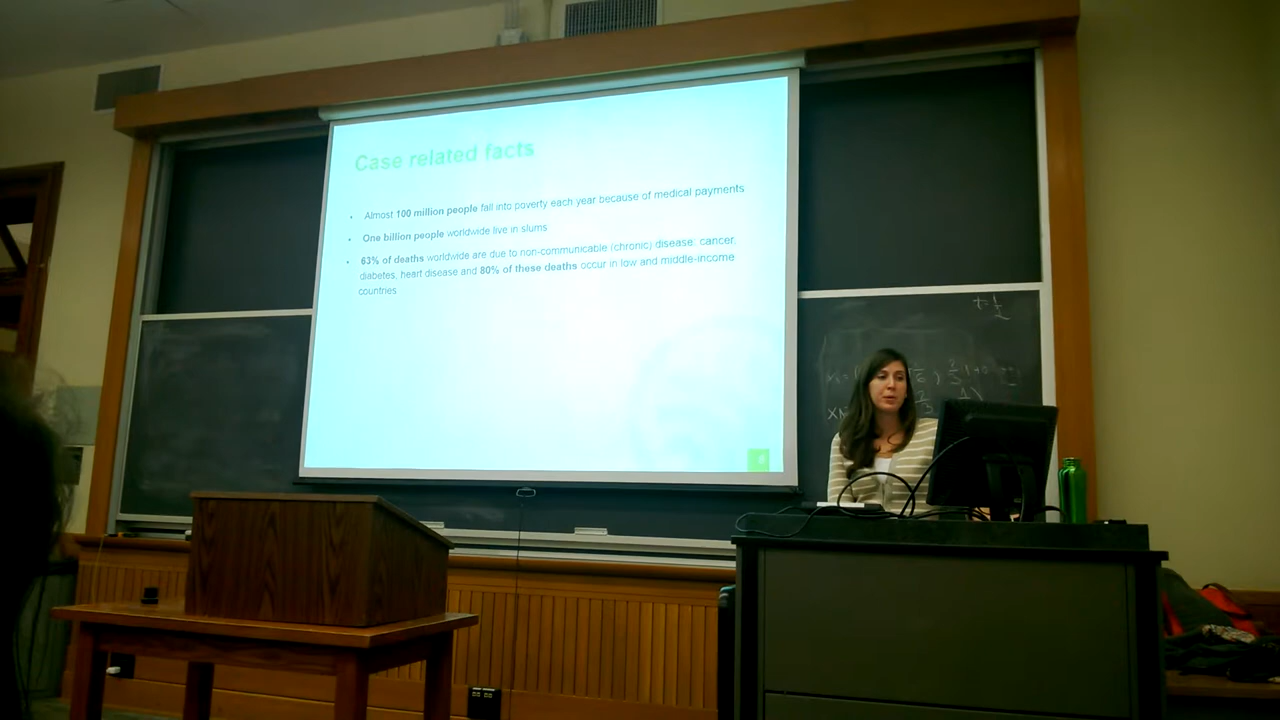 Case related facts
Almost 100 million people fall into poverty each year because of medical payments
One billion people worldwide live in slums
63% of deaths worldwide are due to non-communicable (chronic) disease, cancer,
diabetes, heart disease and 80% of these deaths occur in low and middle-income
countries